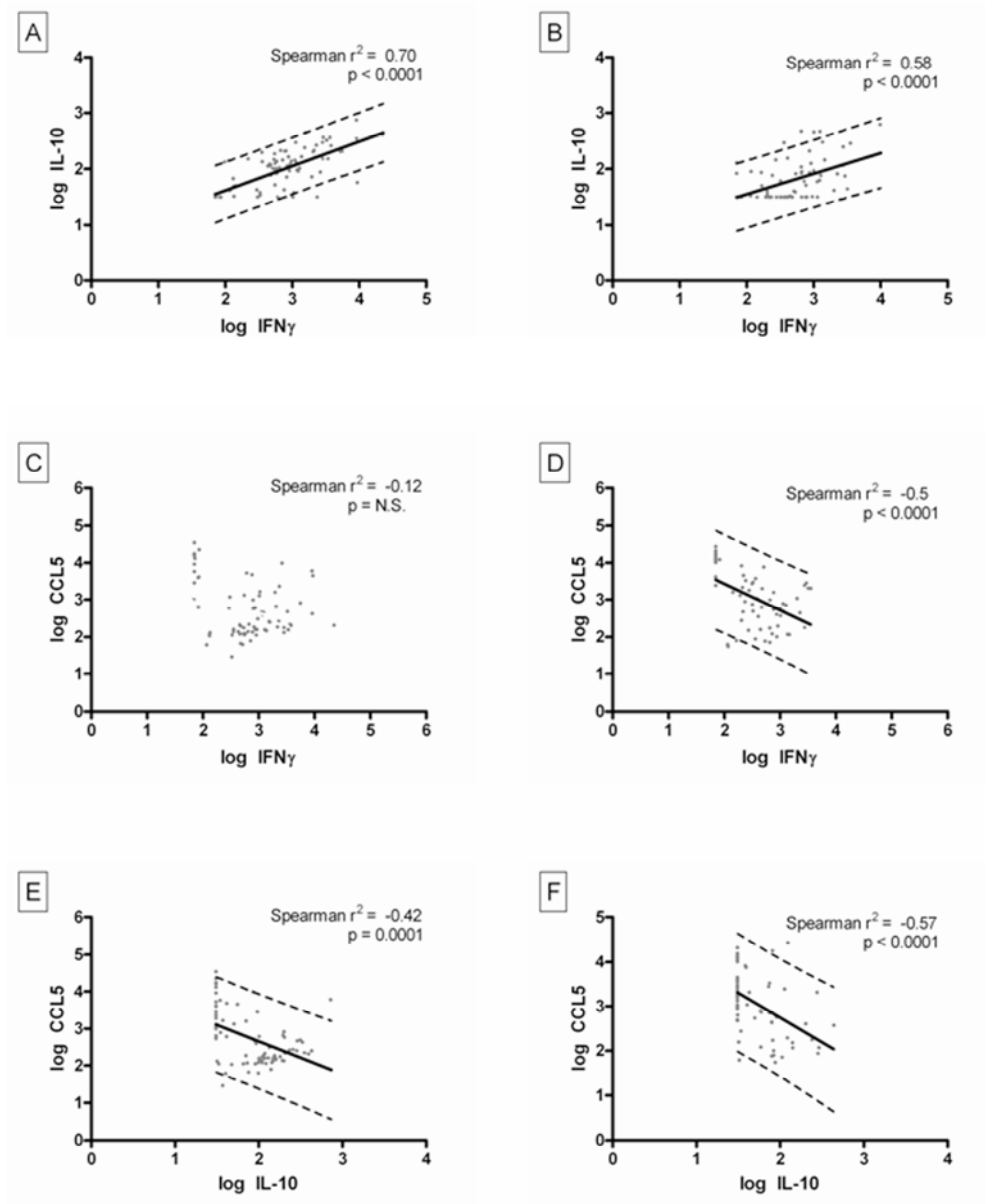 A
Spearman r² = 0.70
p < 0.0001
4
3
2
1
0
log IL-10
0 1 2 3 4 5
log IFNγ
B
Spearman r² = 0.58
p < 0.0001
4
3
2
1
0
log IL-10
0 1 2 3 4 5
log IFNγ
C
Spearman r² = -0.12
p = N.S.
6
5
4
3
2
1
0
log CCL5
0 1 2 3 4 5 6
log IFNγ
D
Spearman r² = -0.5
p < 0.0001
6
5
4
3
2
1
0
log CCL5
0 1 2 3 4 5 6
log IFNγ
E
Spearman r² = -0.42
p = 0.0001
6
5
4
3
2
1
0
log CCL5
0 1 2 3 4
log IL-10
F
Spearman r² = -0.57
p < 0.0001
5
4
3
2
1
0
log CCL5
0 1 2 3 4
log IL-10